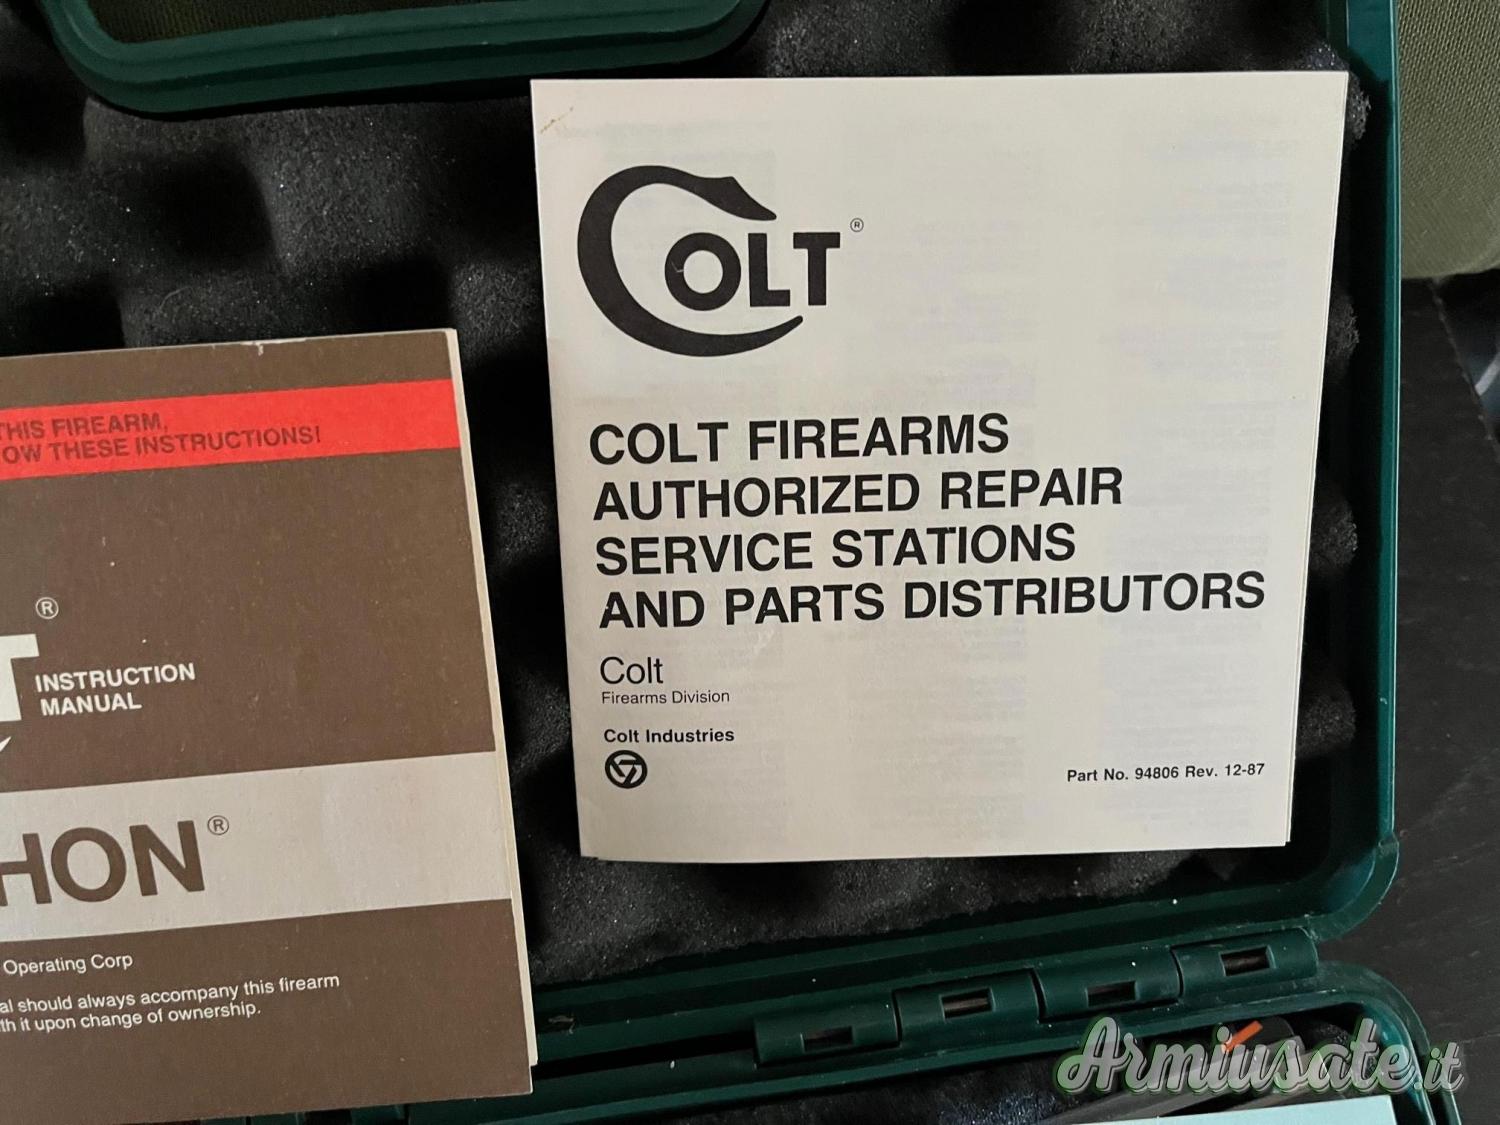 COLT ®
COLT FIREARMS
AUTHORIZED REPAIR
SERVICE STATIONS
AND PARTS DISTRIBUTORS
Colt
Firearms Division
Colt Industries
Part No. 94806 Rev. 12-87
THIS FIREARM,
OW THESE INSTRUCTIONS!
T ®
INSTRUCTION
MANUAL
HON ®
Operating Corp
al should always accompany this firearm
th it upon change of ownership.
Armiusate.it